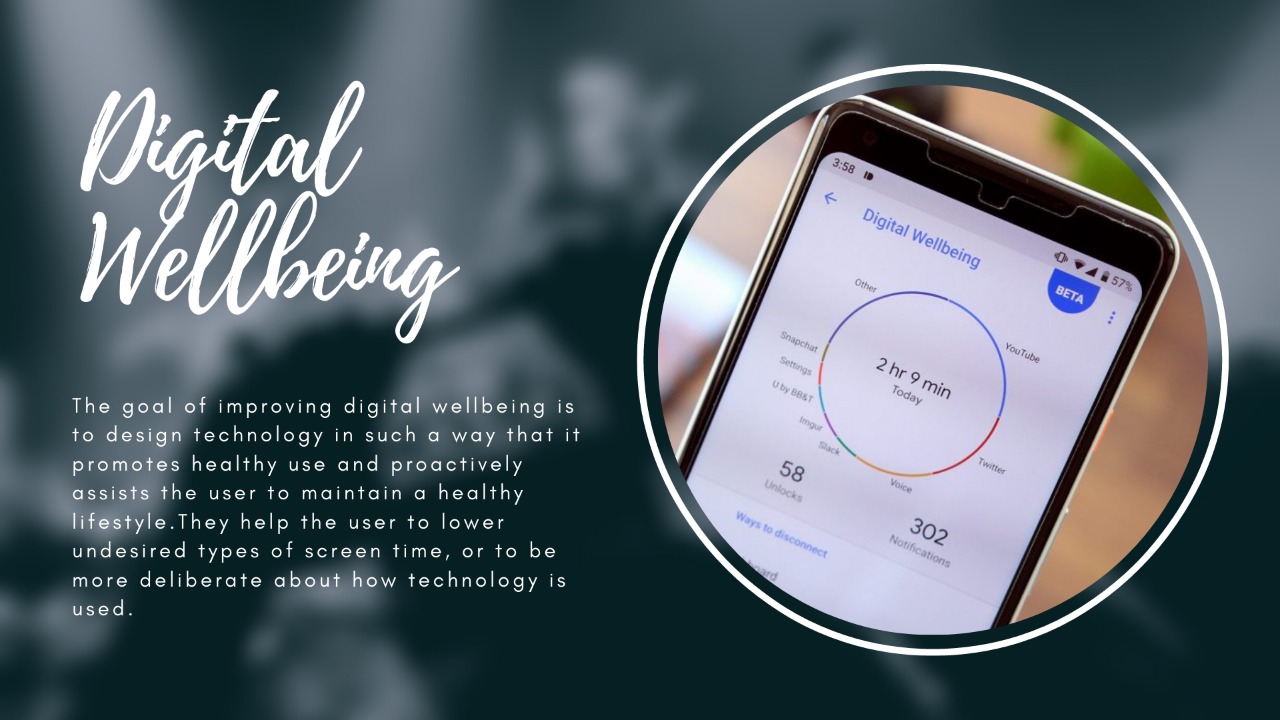 Digital
Wellbeing
The goal of improving digital wellbeing is
to design technology in such a way that it
promotes healthy use and proactively
assists the user to maintain a healthy
lifestyle.They help the user to lower
undesired types of screen time, or to be
more deliberate about how technology is
used.
3:58
57%
Digital Wellbeing
BETA
Other
YouTube
Snapchat
Settings
U by BB&T
Imgur
Slack
Voice
Twitter
2 hr 9 min
Today
58
Unlocks
302
Notifications
Ways to disconnect